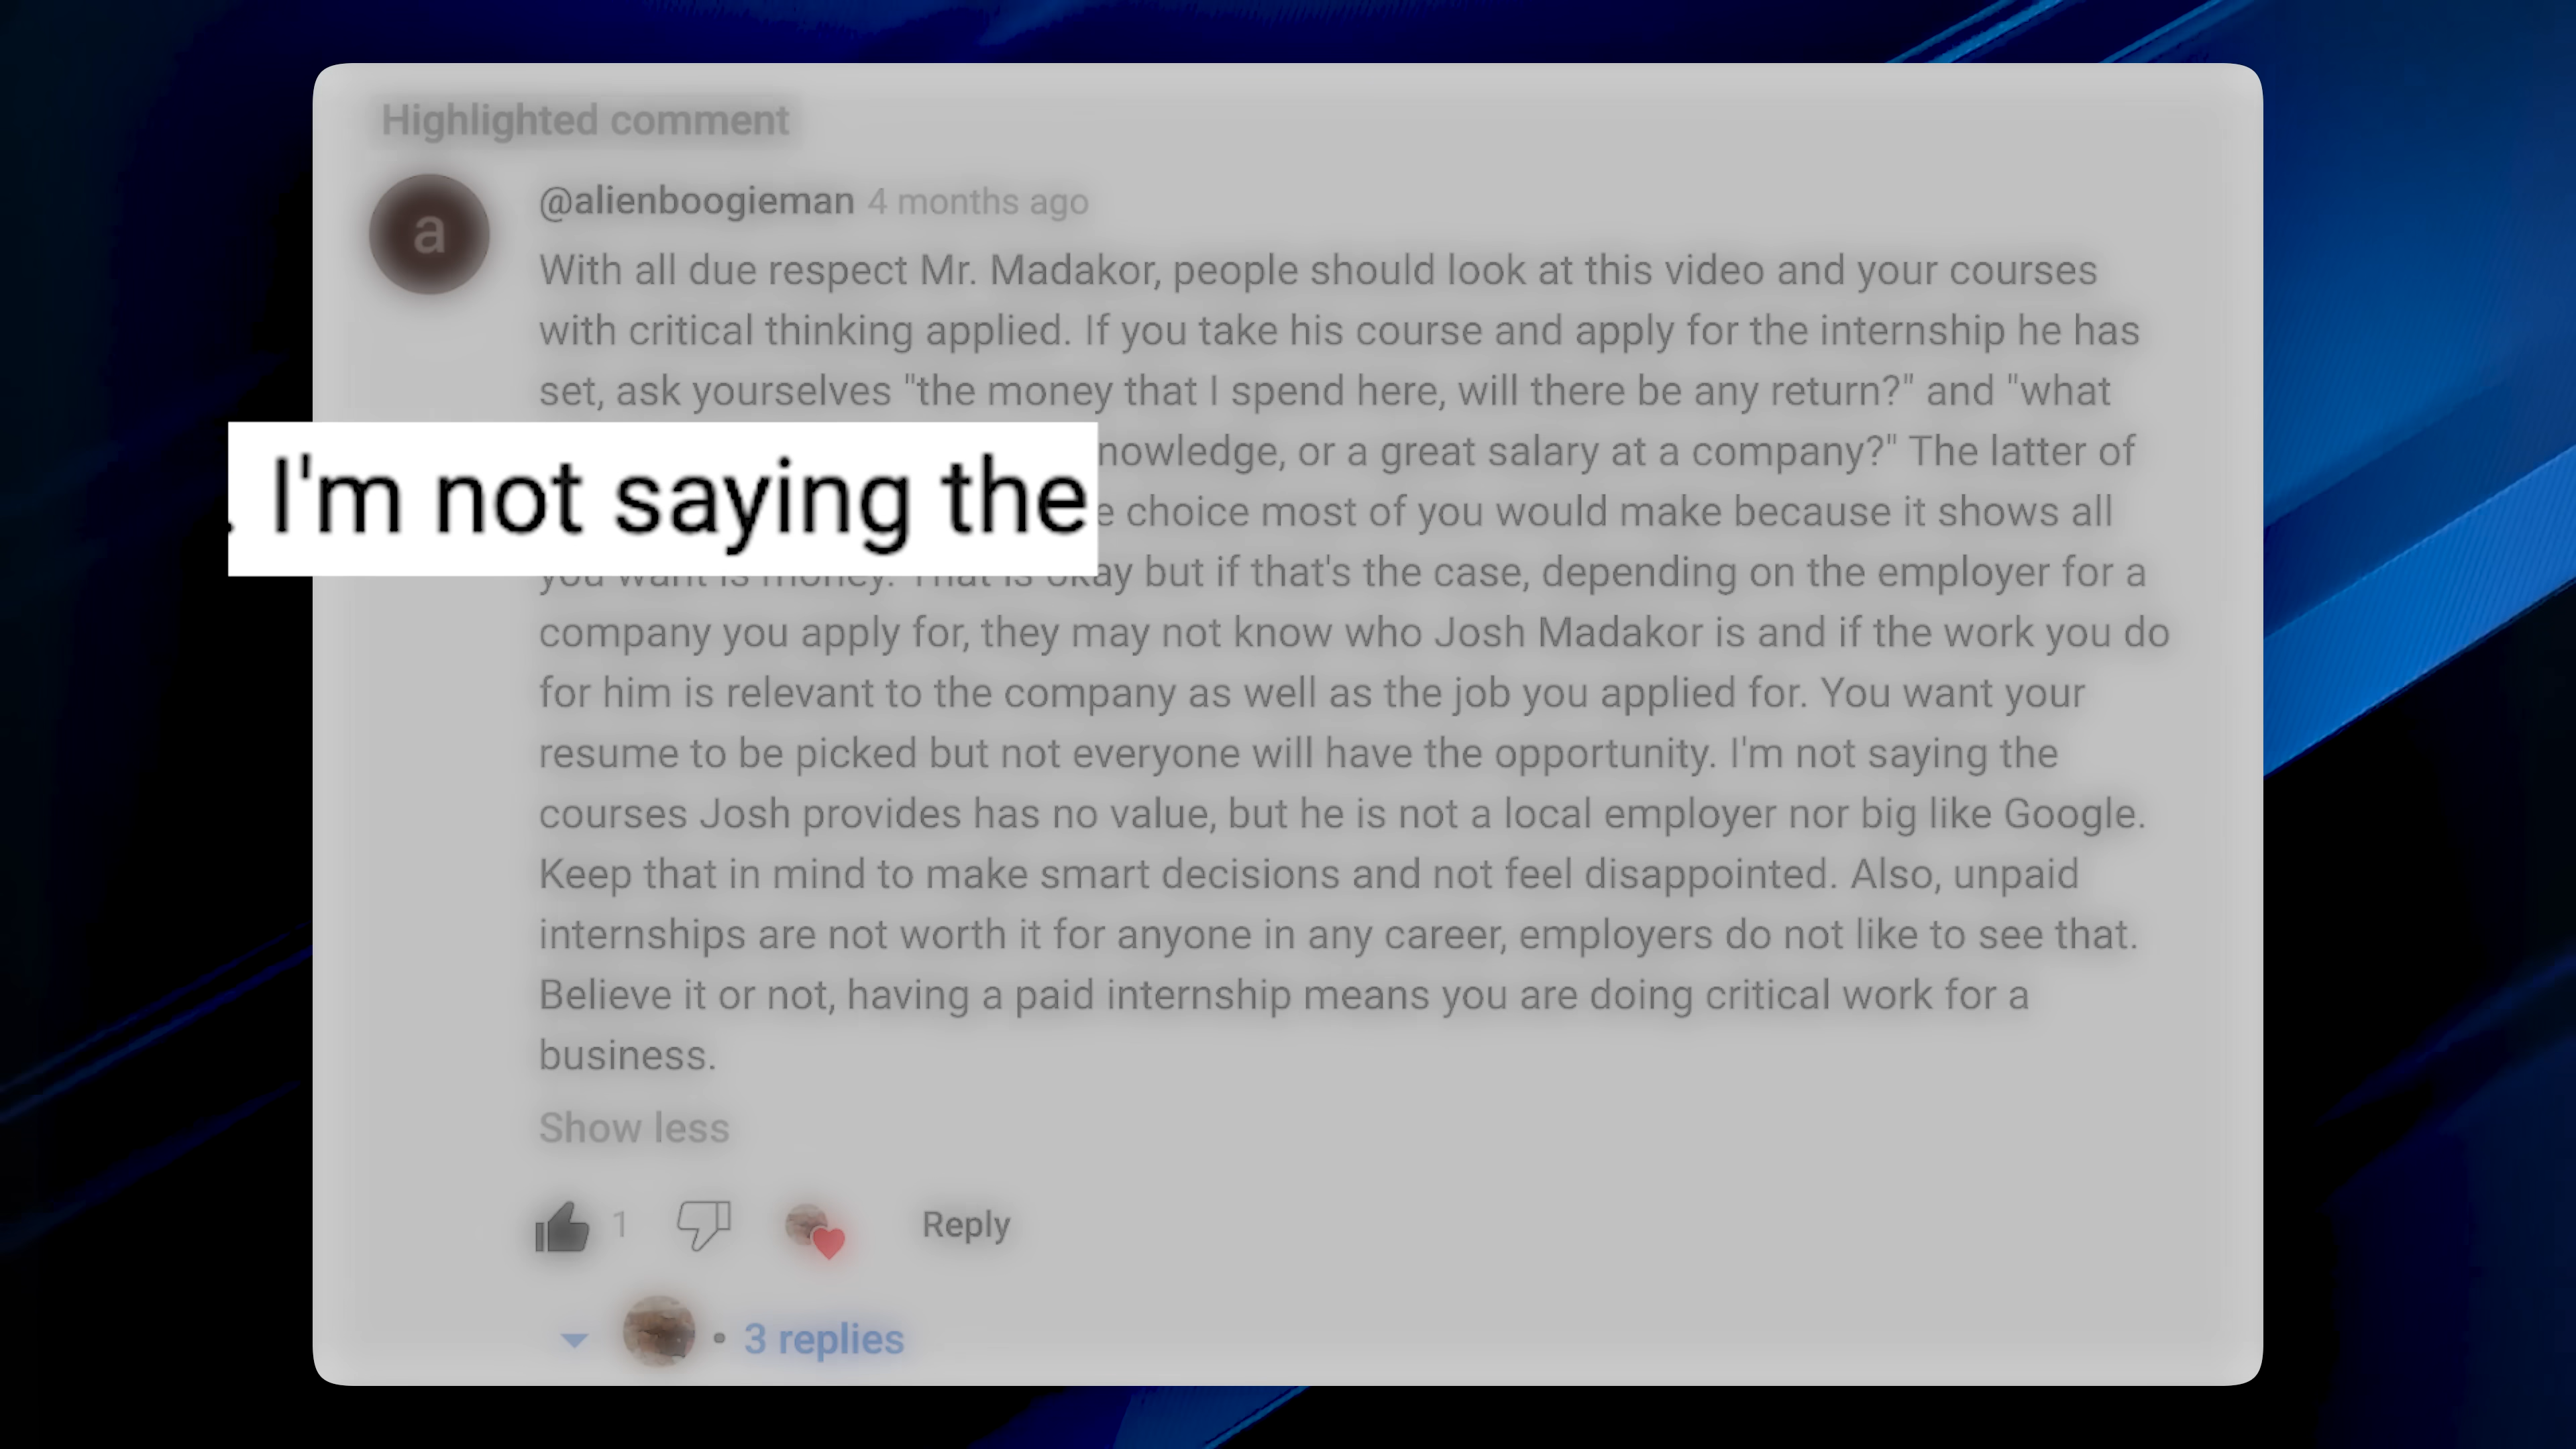 Highlighted comment
a
@alienboogieman 4 months ago
With all due respect Mr. Madakor, people should look at this video and your courses
with critical thinking applied. If you take his course and apply for the internship he has
set, ask yourselves "the money that I spend here, will there be any return?" and "what
nowledge, or a great salary at a company?" The latter of
. I'm not saying the
e choice most of you would make because it shows all
you want is money. That is okay but if that's the case, depending on the employer for a
company you apply for, they may not know who Josh Madakor is and if the work you do
for him is relevant to the company as well as the job you applied for. You want your
resume to be picked but not everyone will have the opportunity. I'm not saying the
courses Josh provides has no value, but he is not a local employer nor big like Google.
Keep that in mind to make smart decisions and not feel disappointed. Also, unpaid
internships are not worth it for anyone in any career, employers do not like to see that.
Believe it or not, having a paid internship means you are doing critical work for a
business.
Show less
1 Reply
• 3 replies